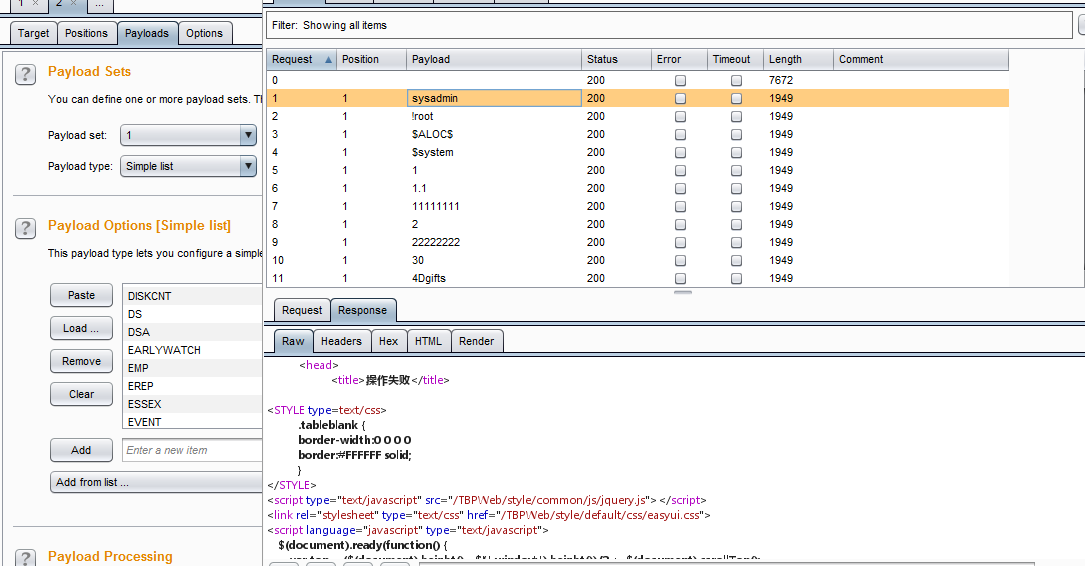 1 × 2 × ...
Target Positions Payloads Options
? Payload Sets
You can define one or more payload sets.
Payload set: 1
Payload type: Simple list
? Payload Options [Simple list]
This payload type lets you configure a simple
Paste
Load ...
Remove
Clear
DISKCNT
DS
DSA
EARLYWATCH
EMP
EREP
ESSEX
EVENT
Add Enter a new item
Add from list ...
? Payload Processing
Filter: Showing all items
Request Position Payload Status Error Timeout Length Comment
0 200 7672
1 1 sysadmin 200 1949
2 1 !root 200 1949
3 1 $ALOC$ 200 1949
4 1 $system 200 1949
5 1 1 200 1949
6 1 1.1 200 1949
7 1 11111111 200 1949
8 1 2 200 1949
9 1 22222222 200 1949
10 1 30 200 1949
11 1 4Dgifts 200 1949
Request Response
Raw Headers Hex HTML Render
<head>
<title>操作失败</title>
<STYLE type=text/css>
.tableblank {
border-width:0 0 0 0
border:#FFFFFF solid;
}
</STYLE>
<script type="text/javascript" src="/TBPWeb/style/common/js/jquery.js"> </script>
<link rel="stylesheet" type="text/css" href="/TBPWeb/style/default/css/easyui.css">
<script language="javascript" type="text/javascript">
$(document).ready(function() {